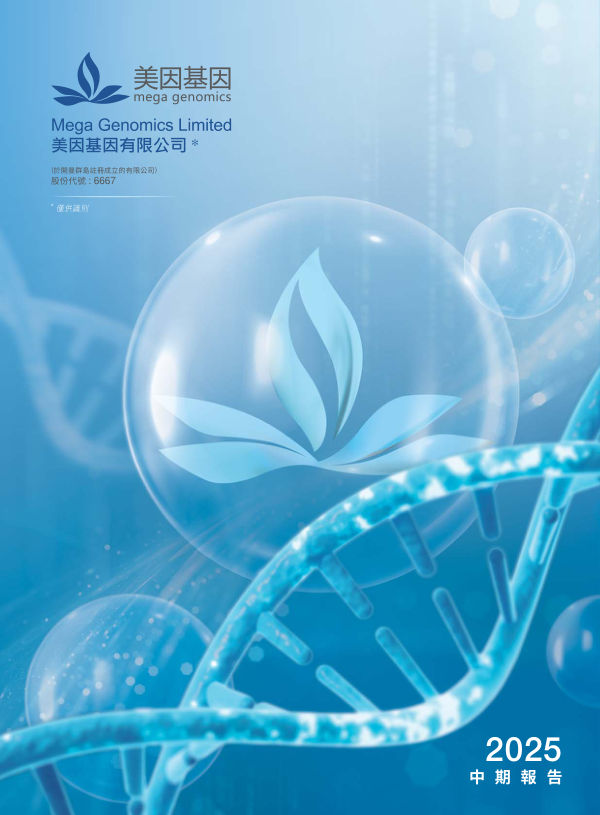 美因基因
mega genomics
Mega Genomics Limited
美因基因有限公司*
(於開曼群島註冊成立的有限公司)
股份代號 : 6667
* 僅供識別
2025
中期報告